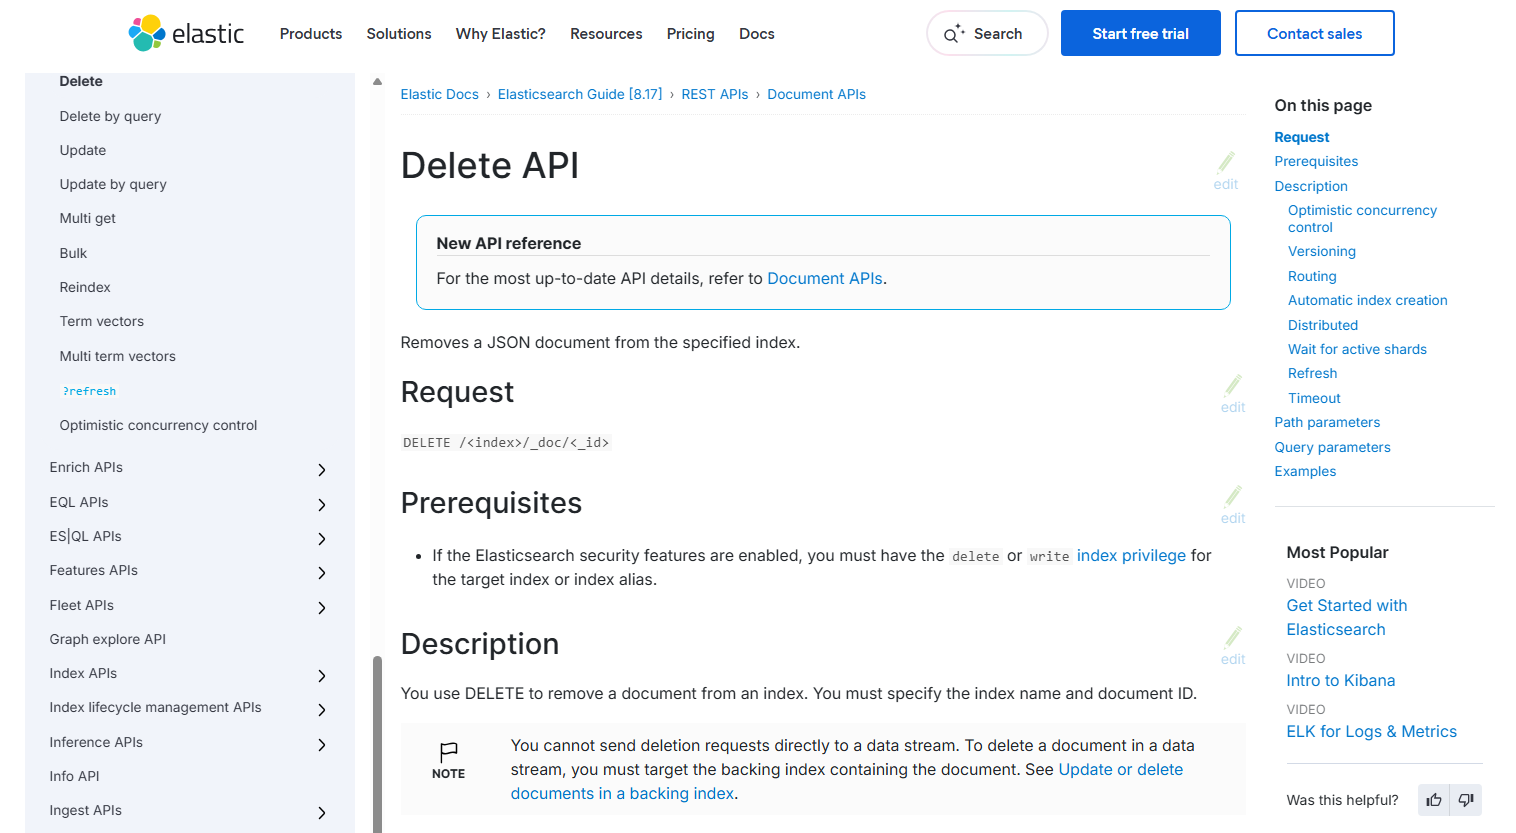 elastic
Products
Solutions
Why Elastic?
Resources
Pricing
Docs
Search
Start free trial
Contact sales
Delete
Delete by query
Update
Update by query
Multi get
Bulk
Reindex
Term vectors
Multi term vectors
?refresh
Optimistic concurrency control
Enrich APIs
EQL APIs
ES|QL APIs
Features APIs
Fleet APIs
Graph explore API
Index APIs
Index lifecycle management APIs
Inference APIs
Info API
Ingest APIs
Elastic Docs › Elasticsearch Guide [8.17] › REST APIs › Document APIs
Delete API
edit
New API reference
For the most up-to-date API details, refer to Document APIs.
Removes a JSON document from the specified index.
Request
edit
DELETE /<index>/_doc/<_id>
Prerequisites
edit
• If the Elasticsearch security features are enabled, you must have the delete or write index privilege for
the target index or index alias.
Description
edit
You use DELETE to remove a document from an index. You must specify the index name and document ID.
NOTE
You cannot send deletion requests directly to a data stream. To delete a document in a data
stream, you must target the backing index containing the document. See Update or delete
documents in a backing index.
On this page
Request
Prerequisites
Description
Optimistic concurrency
control
Versioning
Routing
Automatic index creation
Distributed
Wait for active shards
Refresh
Timeout
Path parameters
Query parameters
Examples
Most Popular
VIDEO
Get Started with
Elasticsearch
VIDEO
Intro to Kibana
VIDEO
ELK for Logs & Metrics
Was this helpful?